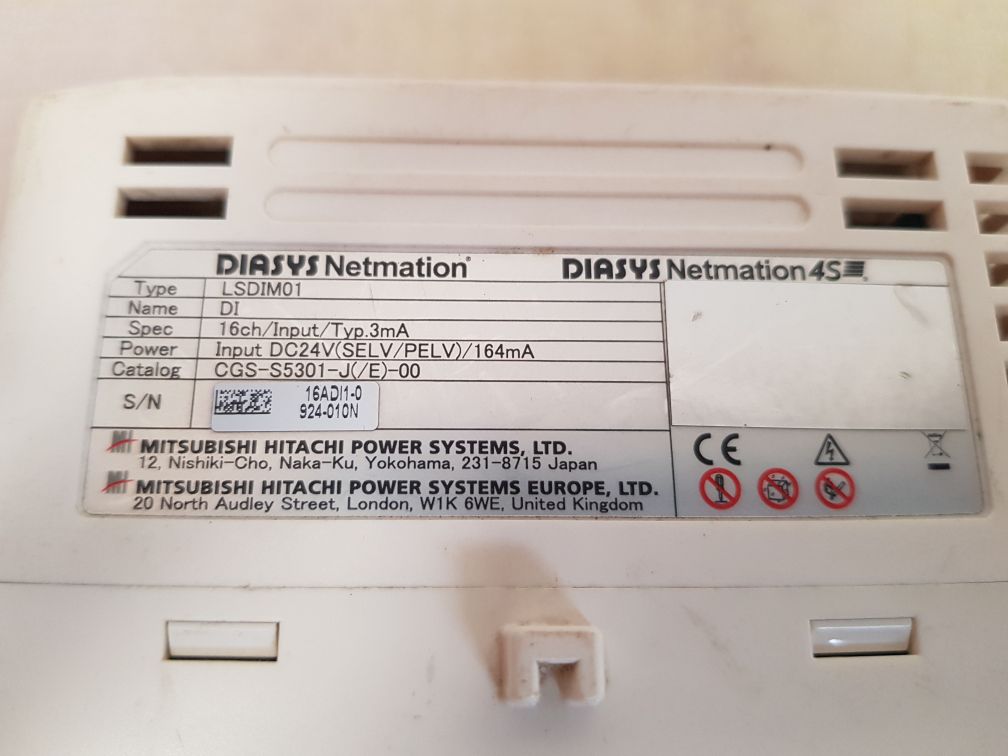 DIASYS Netmation®
DIASYS Netmation 4S
Type LSDIM01
Name DI
Spec 16ch/Input/Typ.3mA
Power Input DC24V(SELV/PELV)/164mA
Catalog CGS-S5301-J(/E)-00
S/N 16ADI1-0
924-010N
MITSUBISHI HITACHI POWER SYSTEMS, LTD.
12, Nishiki-Cho, Naka-Ku, Yokohama, 231-8715 Japan
MITSUBISHI HITACHI POWER SYSTEMS EUROPE, LTD.
20 North Audley Street, London, W1K 6WE, United Kingdom
CE